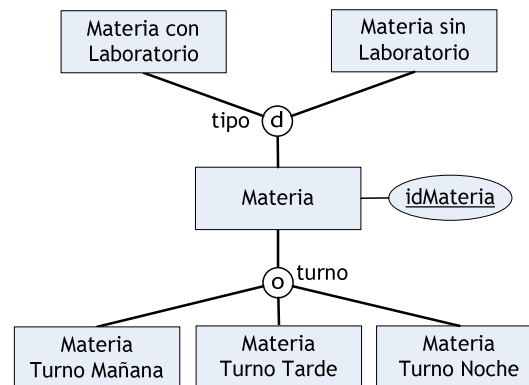 Materia con
Laboratorio
Materia sin
Laboratorio
tipo
d
Materia
idMateria
turno
o
Materia
Turno Mañana
Materia
Turno Tarde
Materia
Turno Noche